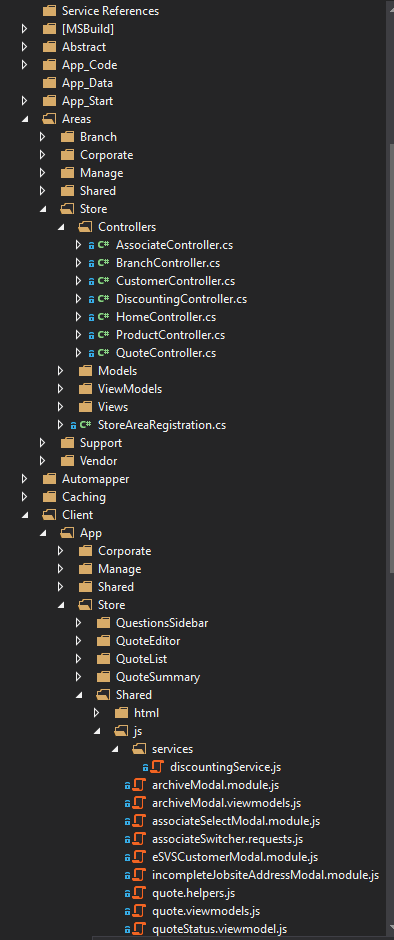 Service References
[MSBuild]
Abstract
App_Code
App_Data
App_Start
Areas
Branch
Corporate
Manage
Shared
Store
Controllers
C# AssociateController.cs
C# BranchController.cs
C# CustomerController.cs
C# DiscountingController.cs
C# HomeController.cs
C# ProductController.cs
C# QuoteController.cs
Models
ViewModels
Views
C# StoreAreaRegistration.cs
Support
Vendor
Automapper
Caching
Client
App
Corporate
Manage
Shared
Store
QuestionsSidebar
QuoteEditor
QuoteList
QuoteSummary
Shared
html
js
services
discountingService.js
archiveModal.module.js
archiveModal.viewmodels.js
associateSelectModal.module.js
associateSwitcher.requests.js
eSVSCustomerModal.module.js
incompleteJobsiteAddressModal.module.js
quote.helpers.js
quote.viewmodels.js
quoteStatus.viewmodel.js